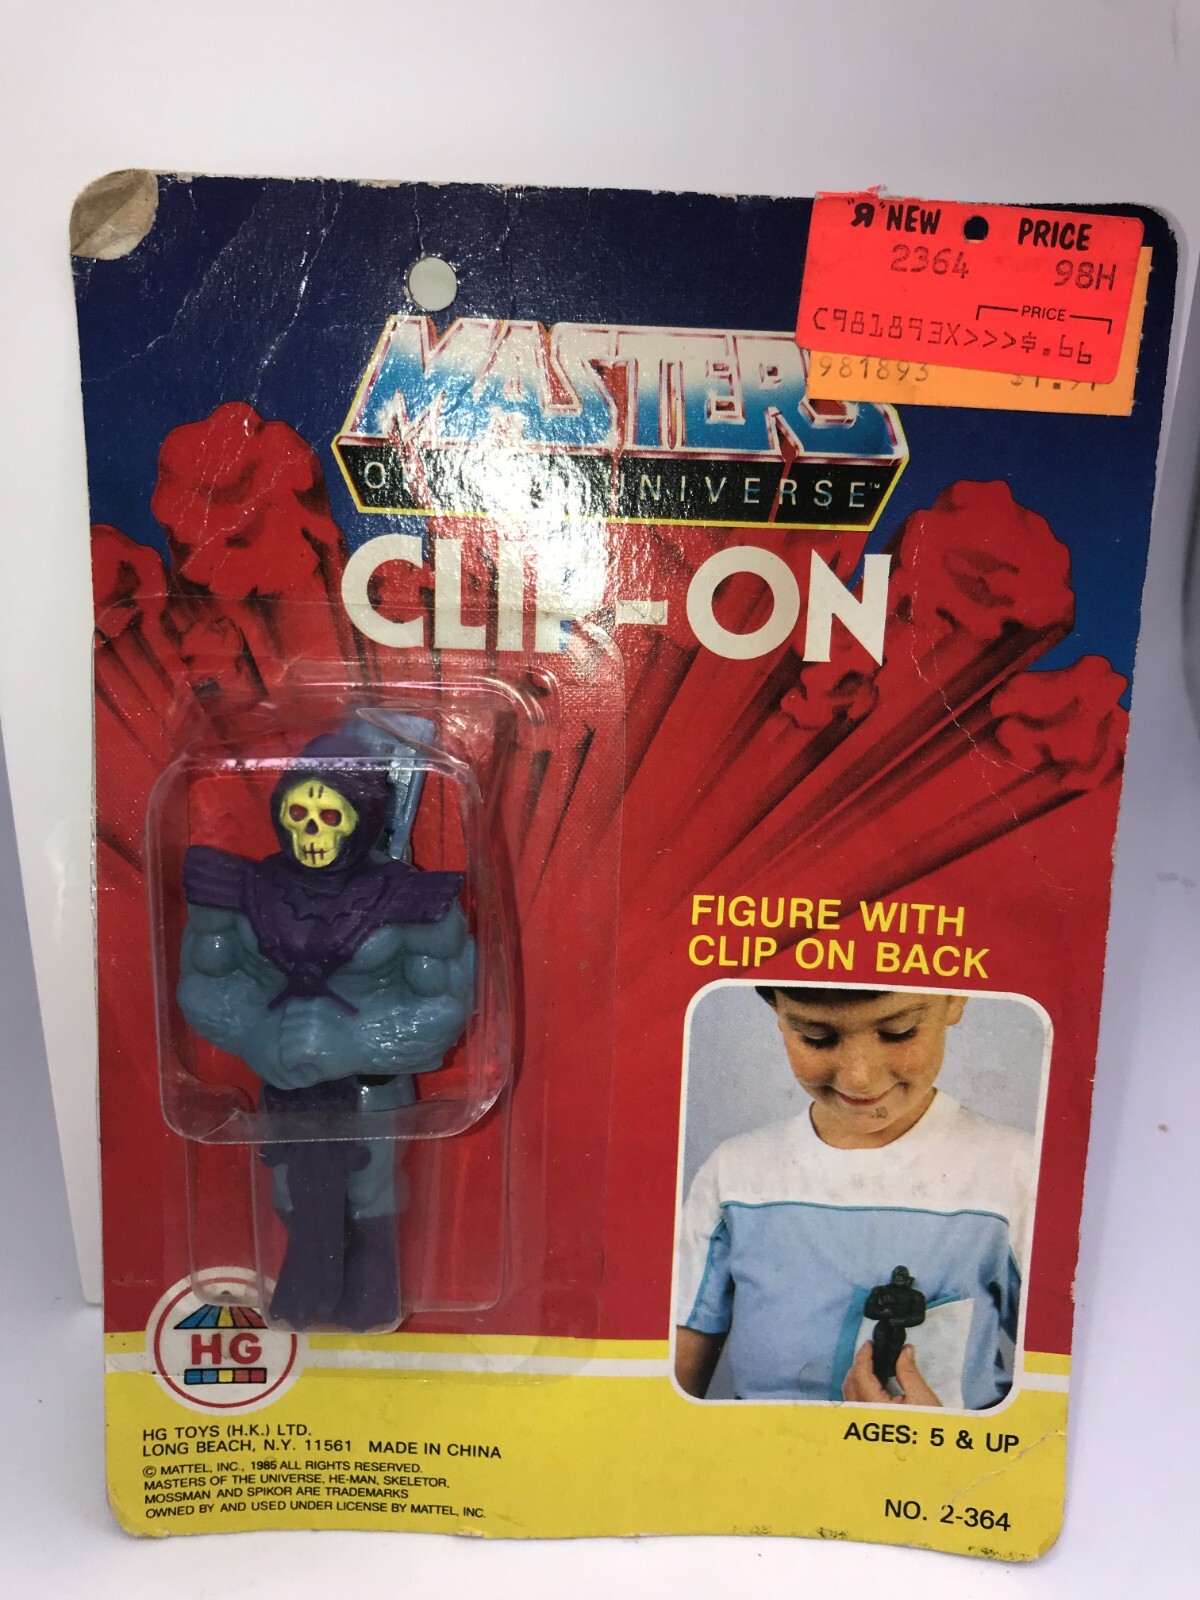 "Я" NEW PRICE
2364 98H
PRICE
C981893X>>>$.66
981893
MASTERS
OF THE UNIVERSE™
CLIP-ON
FIGURE WITH
CLIP ON BACK
HG
HG TOYS (H.K.) LTD.
LONG BEACH, N.Y. 11561 MADE IN CHINA
© MATTEL, INC., 1985 ALL RIGHTS RESERVED.
MASTERS OF THE UNIVERSE, HE-MAN, SKELETOR,
MOSSMAN AND SPIKOR ARE TRADEMARKS
OWNED BY AND USED UNDER LICENSE BY MATTEL, INC.
AGES: 5 & UP
NO. 2-364